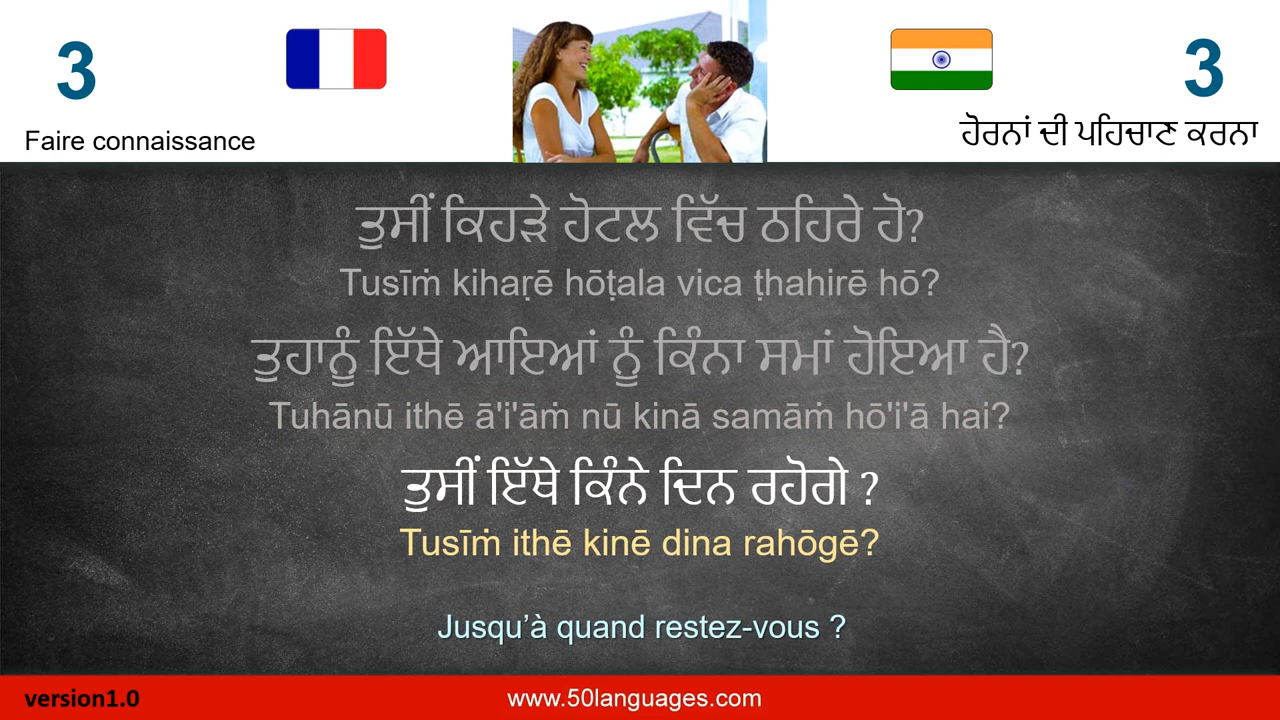 3
3
Faire connaissance
ਹੋਰਨਾਂ ਦੀ ਪਹਿਚਾਣ ਕਰਨਾ
ਤੁਸੀਂ ਕਿਹੜੇ ਹੋਟਲ ਵਿੱਚ ਠਹਿਰੇ ਹੋ?
Tusīṁ kihaṛē hōṭala vica ṭhahirē hō?
ਤੁਹਾਨੂੰ ਇੱਥੇ ਆਇਆਂ ਨੂੰ ਕਿੰਨਾ ਸਮਾਂ ਹੋਇਆ ਹੈ?
Tuhānū ithē ā'i'āṁ nū kinā samāṁ hō'i'ā hai?
ਤੁਸੀਂ ਇੱਥੇ ਕਿੰਨੇ ਦਿਨ ਰਹੋਗੇ ?
Tusīṁ ithē kinē dina rahōgē?
Jusqu’à quand restez-vous ?
version1.0
www.50languages.com